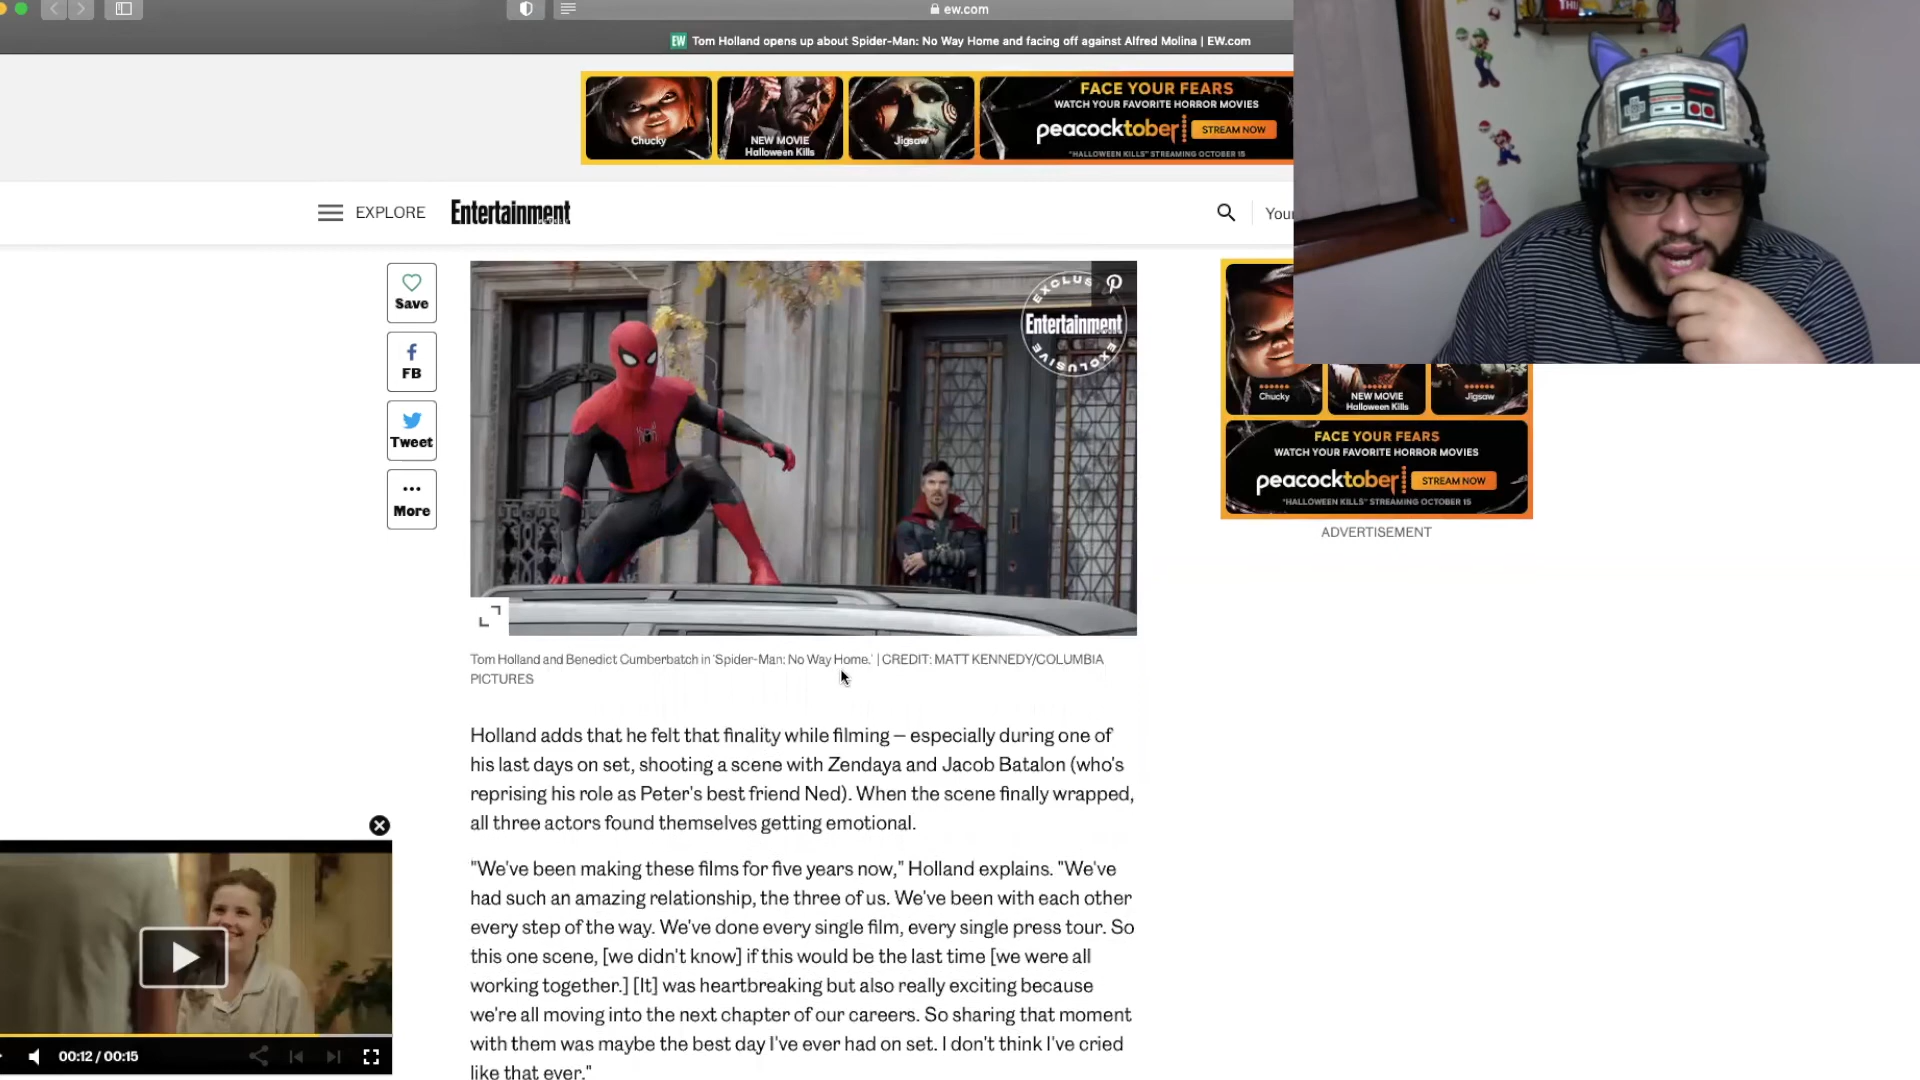 ew.com
EW Tom Holland opens up about Spider-Man: No Way Home and facing off against Alfred Molina | EW.com
Chucky
NEW MOVIE
Halloween Kills
Jigsaw
FACE YOUR FEARS
WATCH YOUR FAVORITE HORROR MOVIES
peacocktober
STREAM NOW
"HALLOWEEN KILLS" STREAMING OCTOBER 15
EXPLORE
Entertainment
You
Save
FB
Tweet
More
EXCLUS
Entertainment
EXCLUSIVE
Chucky
NEW MOVIE
Halloween Kills
Jigsaw
FACE YOUR FEARS
WATCH YOUR FAVORITE HORROR MOVIES
peacocktober
STREAM NOW
"HALLOWEEN KILLS" STREAMING OCTOBER 15
ADVERTISEMENT
Tom Holland and Benedict Cumberbatch in 'Spider-Man: No Way Home.' | CREDIT: MATT KENNEDY/COLUMBIA
PICTURES
Holland adds that he felt that finality while filming — especially during one of
his last days on set, shooting a scene with Zendaya and Jacob Batalon (who's
reprising his role as Peter's best friend Ned). When the scene finally wrapped,
all three actors found themselves getting emotional.
"We've been making these films for five years now," Holland explains. "We've
had such an amazing relationship, the three of us. We've been with each other
every step of the way. We've done every single film, every single press tour. So
this one scene, [we didn't know] if this would be the last time [we were all
working together.] [It] was heartbreaking but also really exciting because
we're all moving into the next chapter of our careers. So sharing that moment
with them was maybe the best day I've ever had on set. I don't think I've cried
like that ever."
00:12 / 00:15